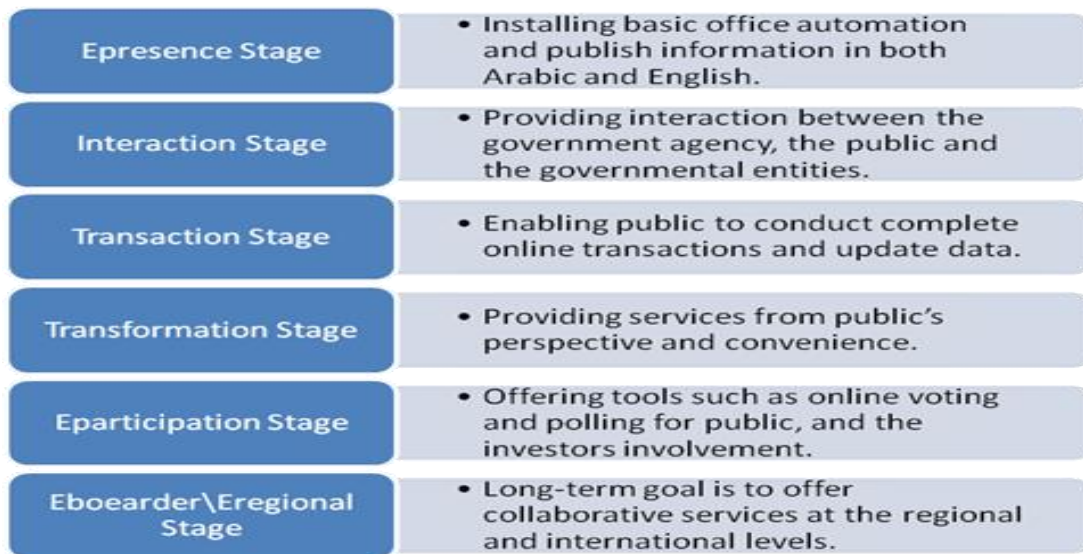 Epresence Stage
• Installing basic office automation
and publish information in both
Arabic and English.
Interaction Stage
• Providing interaction between the
government agency, the public and
the governmental entities.
Transaction Stage
• Enabling public to conduct complete
online transactions and update data.
Transformation Stage
• Providing services from public’s
perspective and convenience.
Eparticipation Stage
• Offering tools such as online voting
and polling for public, and the
investors involvement.
Eboearder\Eregional
Stage
• Long-term goal is to offer
collaborative services at the regional
and international levels.